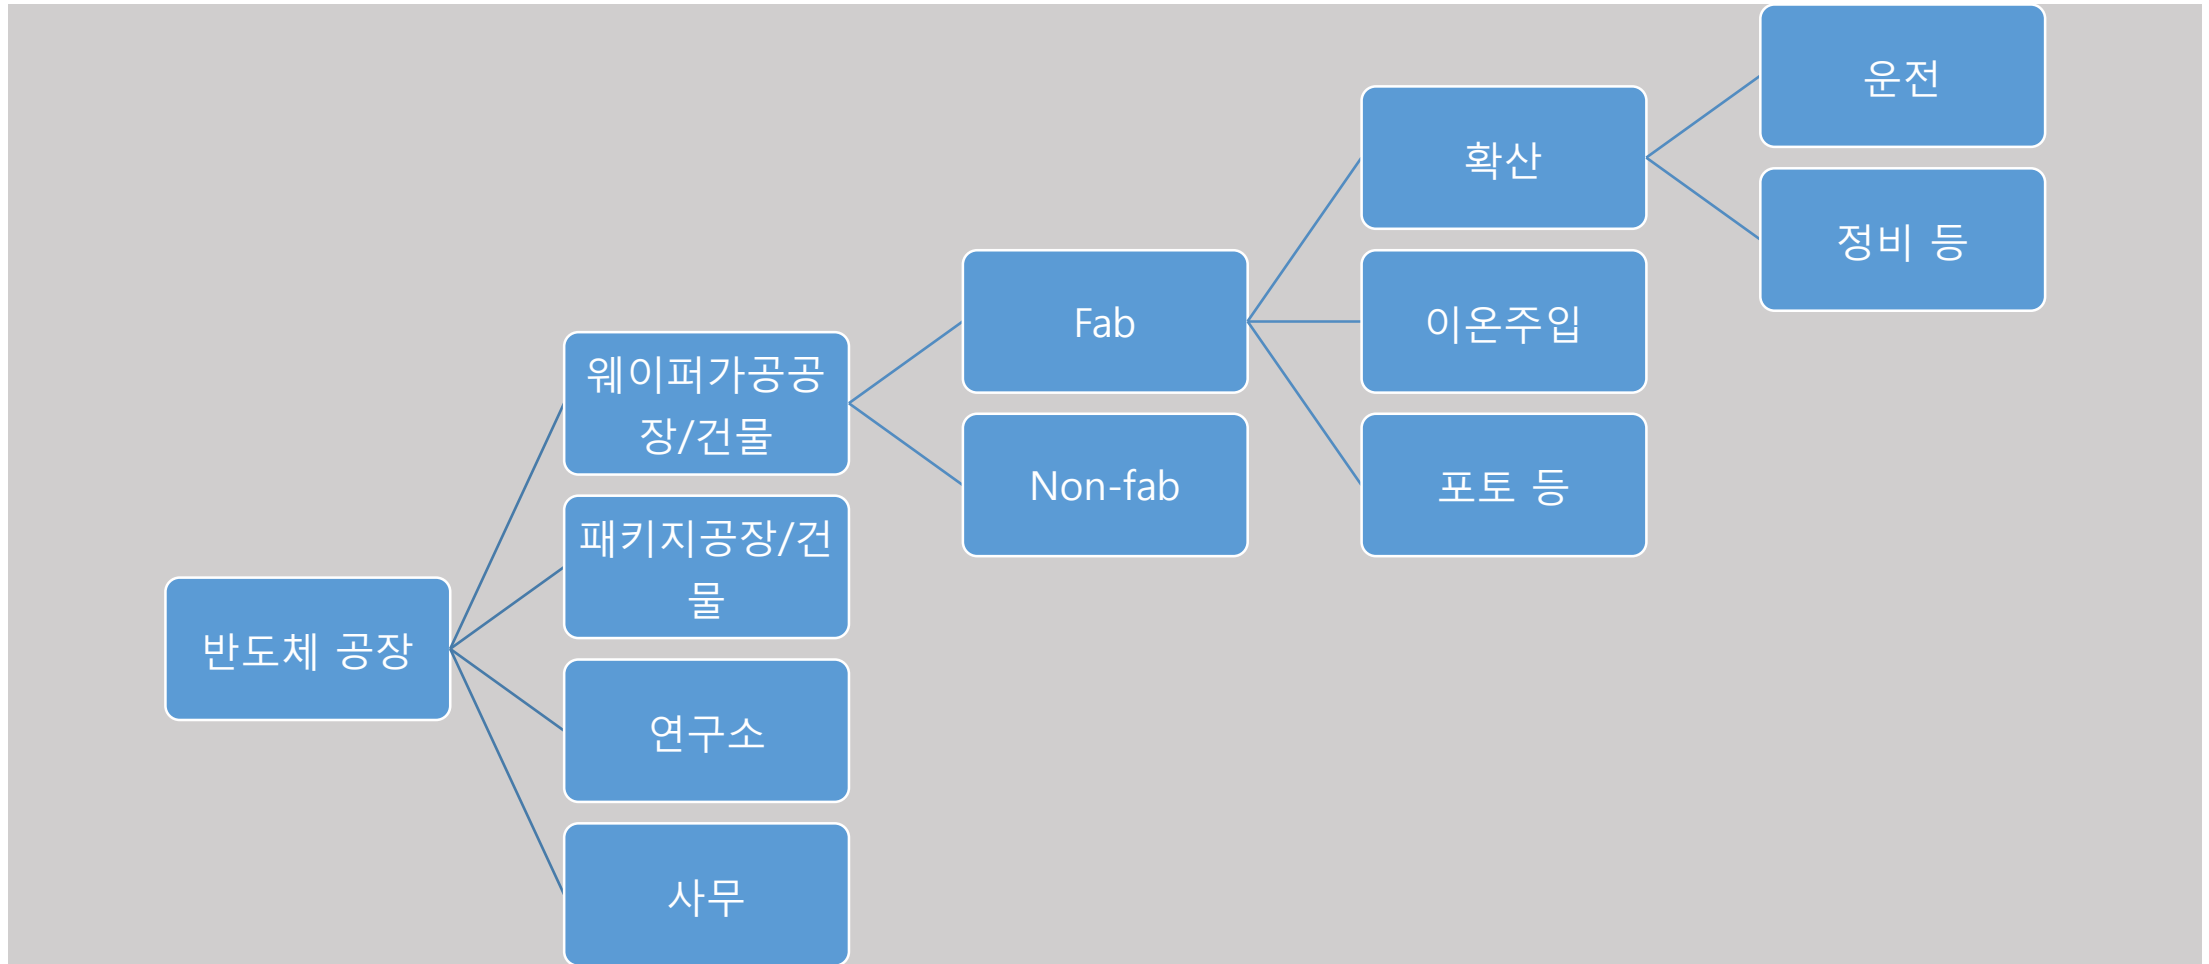 반도체 공장
웨이퍼가공공
장/건물
패키지공장/건
물
연구소
사무
Fab
Non-fab
확산
이온주입
포토 등
운전
정비 등